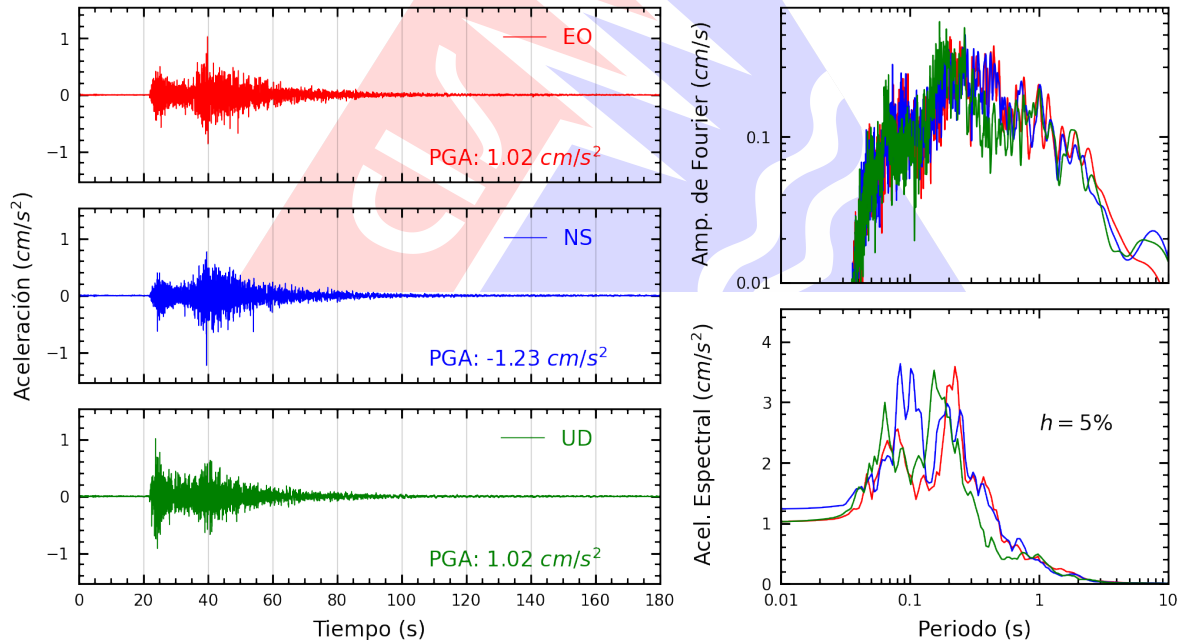 Aceleración (cm/s²)
1
0
−1
EO
PGA: 1.02 cm/s²
1
0
−1
NS
PGA: -1.23 cm/s²
1
0
−1
UD
PGA: 1.02 cm/s²
0 20 40 60 80 100 120 140 160 180
Tiempo (s)
Amp. de Fourier (cm/s)
0.1
0.01
Acel. Espectral (cm/s²)
4
3
2
1
0
h = 5%
0.01 0.1 1 10
Periodo (s)